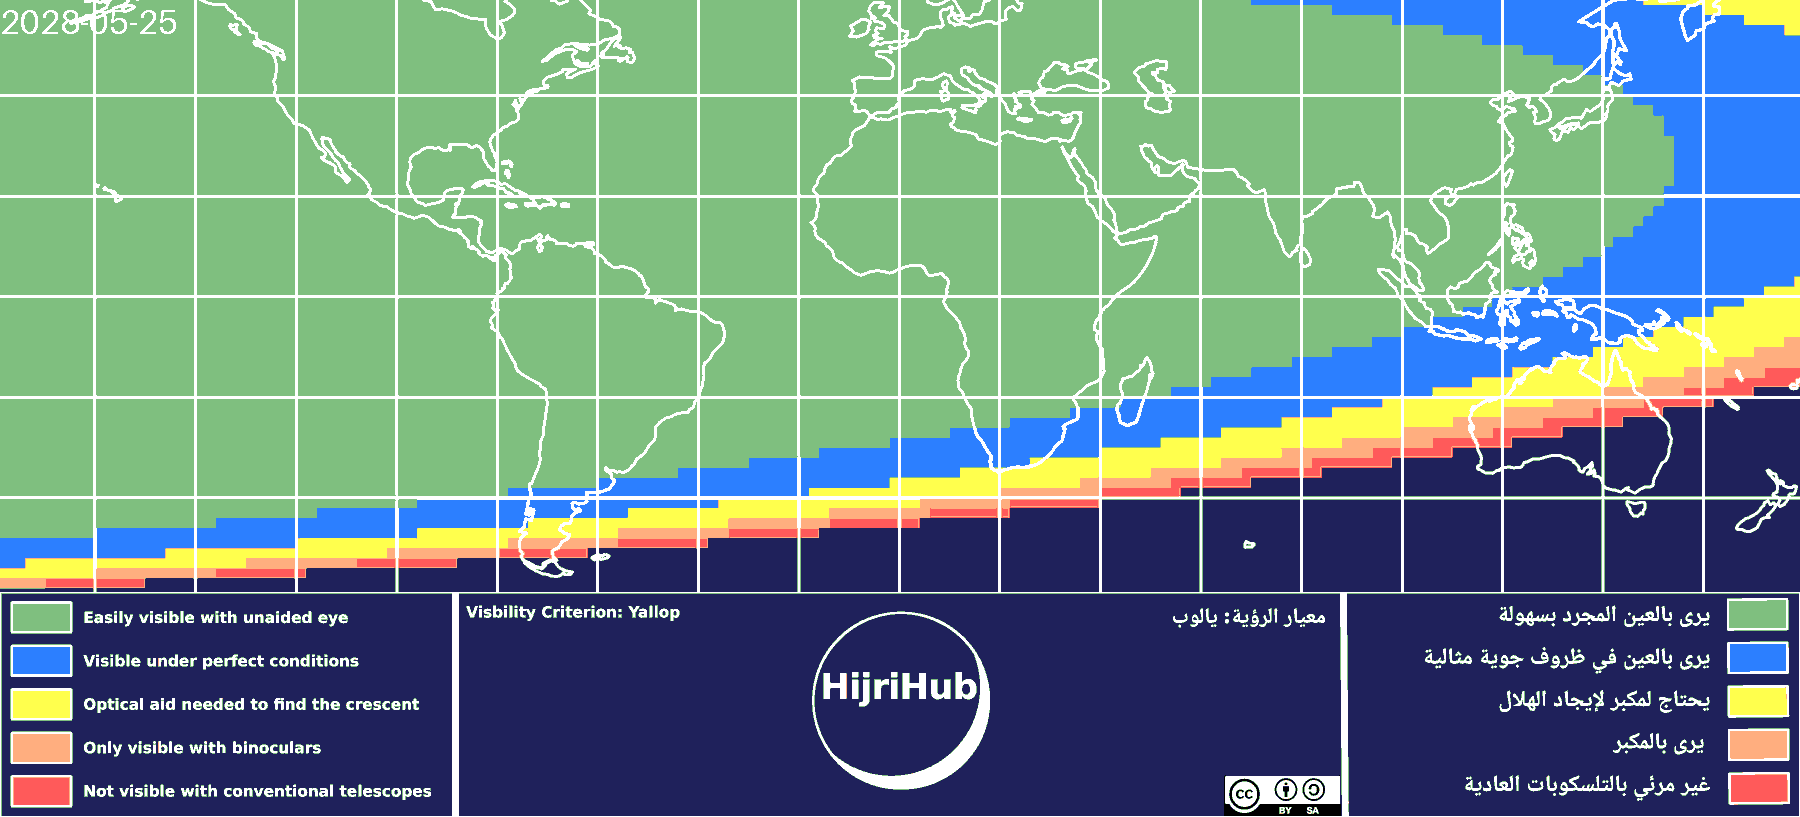 2028-05-25
Easily visible with unaided eye
Visible under perfect conditions
Optical aid needed to find the crescent
Only visible with binoculars
Not visible with conventional telescopes
Visbility Criterion: Yallop
معيار الرؤية: يالوب
HijriHub
cc
BY SA
يرى بالعين المجرد بسهولة
يرى بالعين في ظروف جوية مثالية
يحتاج لمكبر لإيجاد الهلال
يرى بالمكبر
غير مرئي بالتلسكوبات العادية